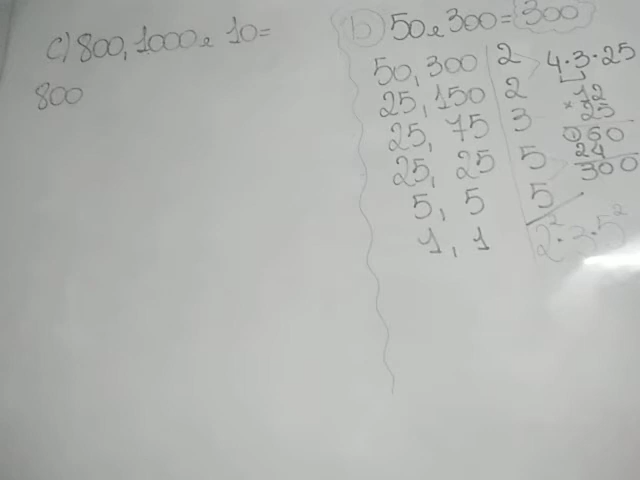 c) 800, 1000 e 10 =
800
b) 50 e 300 = 300
50, 300 | 2
25, 150 | 2
25, 75 | 3
25, 25 | 5
5, 5 | 5
1, 1 | 2².3.5²
4.3.25
12
x 25
060
24
300